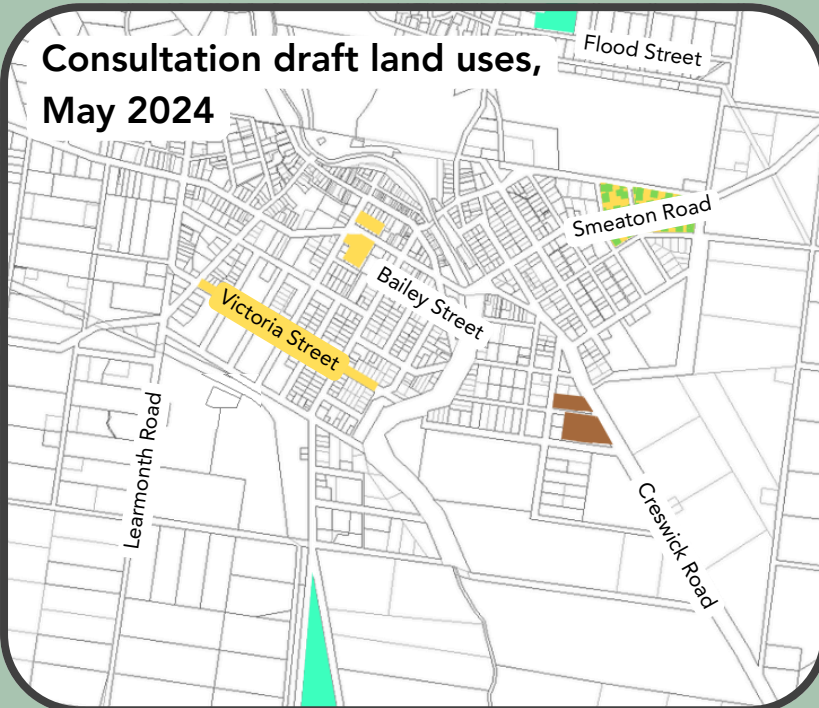 Consultation draft land uses,
May 2024
Flood Street
Smeaton Road
Bailey Street
Victoria Street
Learmonth Road
Creswick Road